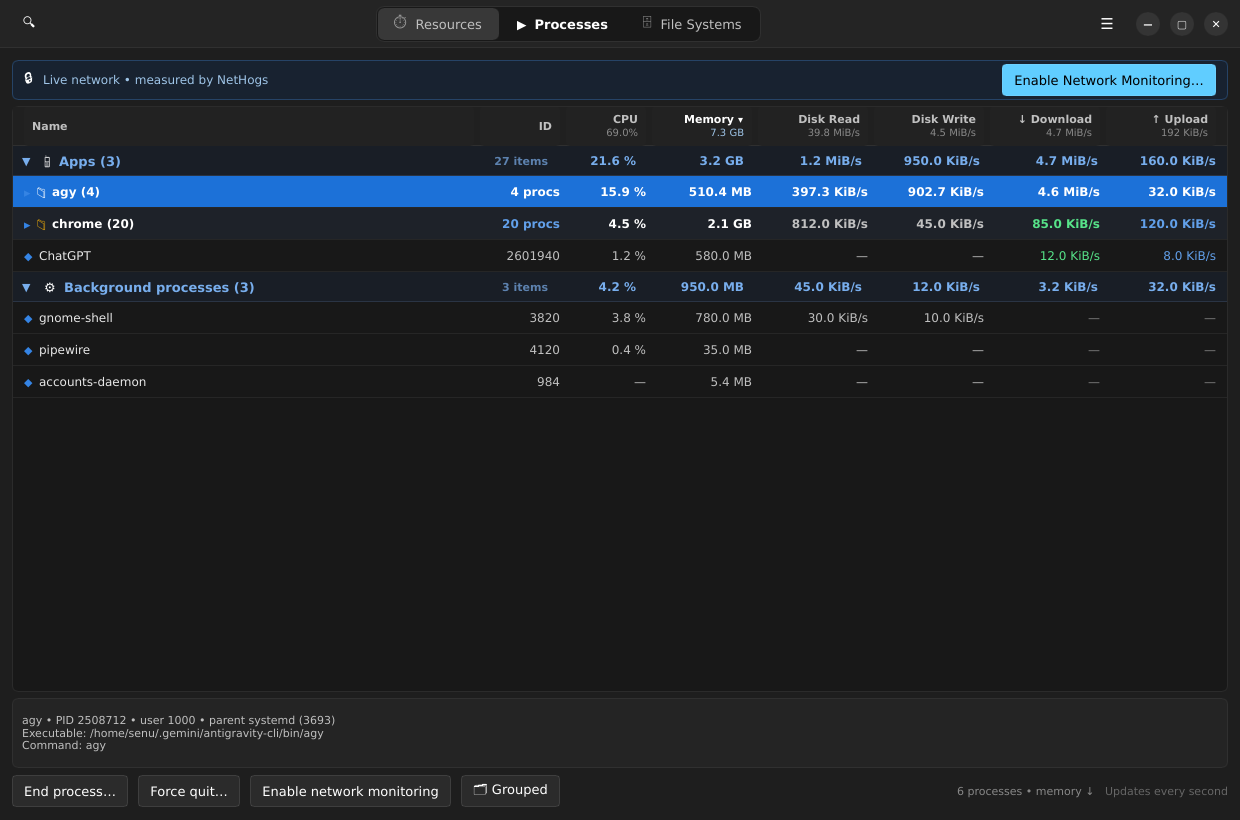 Resources Processes File Systems
Live network • measured by NetHogs Enable Network Monitoring…
Name ID CPU Memory ▾ Disk Read Disk Write ↓ Download ↑ Upload
69.0% 7.3 GB 39.8 MiB/s 4.5 MiB/s 4.7 MiB/s 192 KiB/s
▼ Apps (3) 27 items 21.6 % 3.2 GB 1.2 MiB/s 950.0 KiB/s 4.7 MiB/s 160.0 KiB/s
▸ agy (4) 4 procs 15.9 % 510.4 MB 397.3 KiB/s 902.7 KiB/s 4.6 MiB/s 32.0 KiB/s
▸ chrome (20) 20 procs 4.5 % 2.1 GB 812.0 KiB/s 45.0 KiB/s 85.0 KiB/s 120.0 KiB/s
◆ ChatGPT 2601940 1.2 % 580.0 MB — — 12.0 KiB/s 8.0 KiB/s
▼ Background processes (3) 3 items 4.2 % 950.0 MB 45.0 KiB/s 12.0 KiB/s 3.2 KiB/s 32.0 KiB/s
◆ gnome-shell 3820 3.8 % 780.0 MB 30.0 KiB/s 10.0 KiB/s — —
◆ pipewire 4120 0.4 % 35.0 MB — — — —
◆ accounts-daemon 984 — 5.4 MB — — — —
agy • PID 2508712 • user 1000 • parent systemd (3693)
Executable: /home/senu/.gemini/antigravity-cli/bin/agy
Command: agy
End process… Force quit… Enable network monitoring Grouped 6 processes • memory ↓ Updates every second